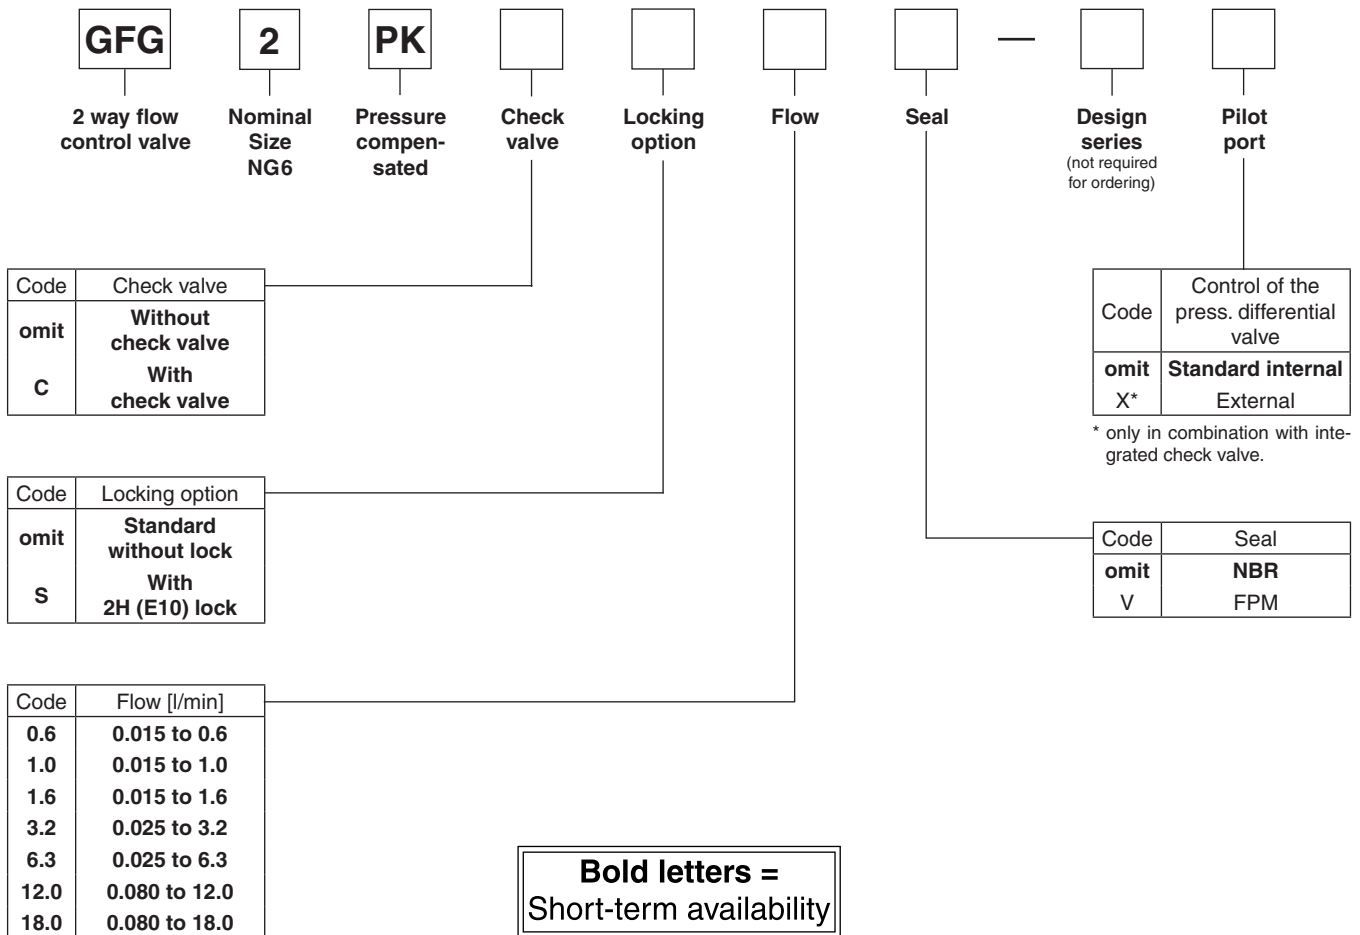 GFG 2 PK —
2 way flow
control valve
Nominal
Size
NG6
Pressure
compen-
sated
Check
valve
Locking
option
Flow
Seal
Design
series
(not required
for ordering)
Pilot
port
Code Check valve
omit Without
check valve
C With
check valve
Code Locking option
omit Standard
without lock
S With
2H (E10) lock
Code Flow [l/min]
0.6 0.015 to 0.6
1.0 0.015 to 1.0
1.6 0.015 to 1.6
3.2 0.025 to 3.2
6.3 0.025 to 6.3
12.0 0.080 to 12.0
18.0 0.080 to 18.0
Code Control of the
press. differential
valve
omit Standard internal
X* External
* only in combination with inte-
grated check valve.
Code Seal
omit NBR
V FPM
Bold letters =
Short-term availability